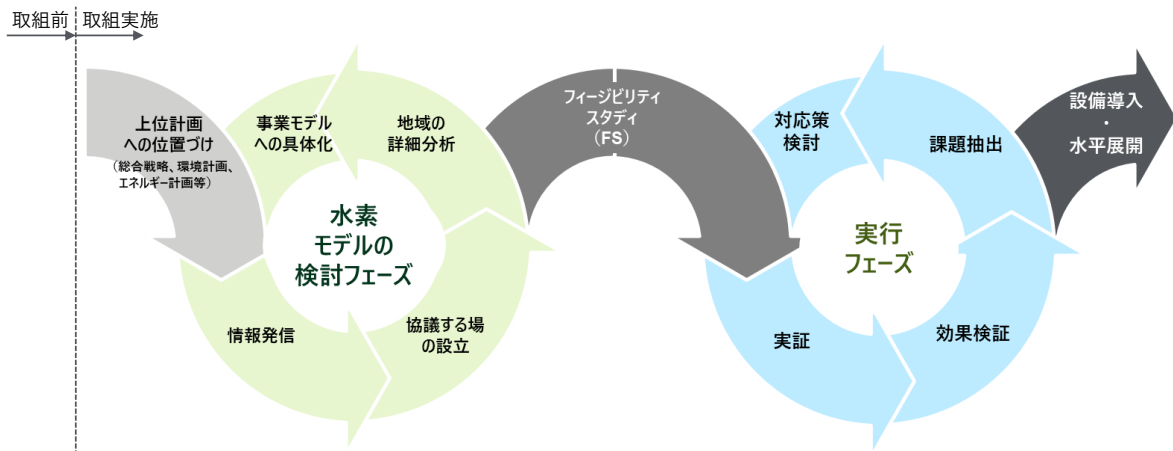 取組前
取組実施
上位計画
への位置づけ
（総合戦略、環境計画、
エネルギー計画等）
事業モデル
への具体化
地域の
詳細分析
水素
モデルの
検討フェーズ
情報発信
協議する場
の設立
フィージビリティ
スタディ
（FS）
対応策
検討
課題抽出
実行
フェーズ
実証
効果検証
設備導入
・
水平展開